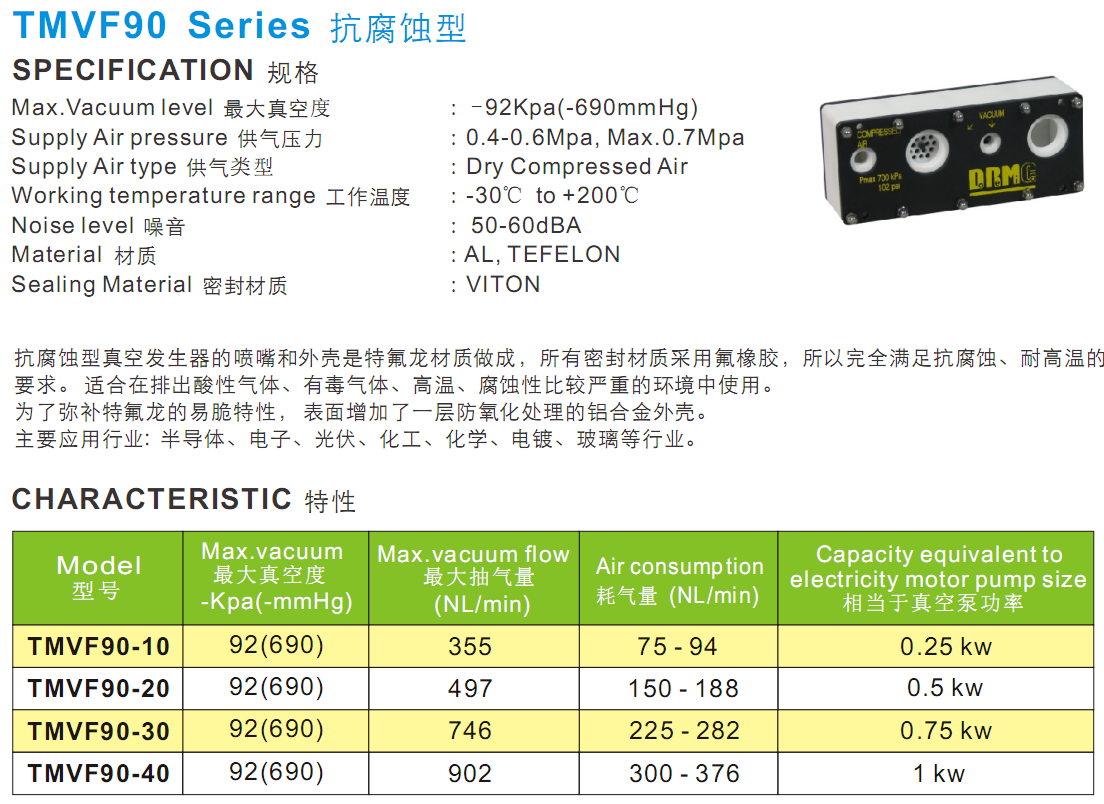 TMVF90 Series 抗腐蚀型
SPECIFICATION 规格
Max.Vacuum level 最大真空度 : -92Kpa(-690mmHg)
Supply Air pressure 供气压力 : 0.4-0.6Mpa, Max.0.7Mpa
Supply Air type 供气类型 : Dry Compressed Air
Working temperature range 工作温度 : -30℃ to +200℃
Noise level 噪音 : 50-60dBA
Material 材质 : AL, TEFELON
Sealing Material 密封材质 : VITON
COMPRESSED
AIR
VACUUM
Pmax 700 kPa
102 psi
抗腐蚀型真空发生器的喷嘴和外壳是特氟龙材质做成，所有密封材质采用氟橡胶，所以完全满足抗腐蚀、耐高温的
要求。 适合在排出酸性气体、有毒气体、高温、腐蚀性比较严重的环境中使用。
为了弥补特氟龙的易脆特性， 表面增加了一层防氧化处理的铝合金外壳。
主要应用行业: 半导体、电子、光伏、化工、化学、电镀、玻璃等行业。
CHARACTERISTIC 特性
Model
型号
Max.vacuum
最大真空度
-Kpa(-mmHg)
Max.vacuum flow
最大抽气量
(NL/min)
Air consumption
耗气量 (NL/min)
Capacity equivalent to
electricity motor pump size
相当于真空泵功率
TMVF90-10 92(690) 355 75 - 94 0.25 kw
TMVF90-20 92(690) 497 150 - 188 0.5 kw
TMVF90-30 92(690) 746 225 - 282 0.75 kw
TMVF90-40 92(690) 902 300 - 376 1 kw